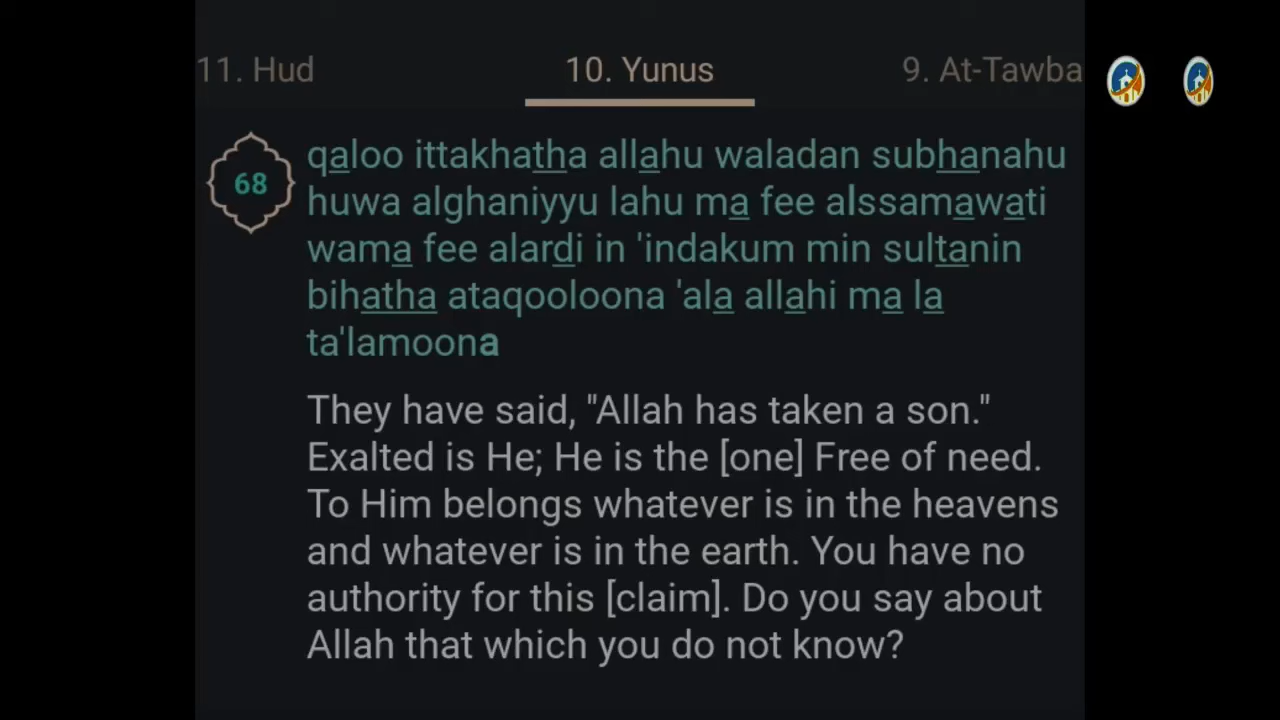 11. Hud
10. Yunus
9. At-Tawba
68
qaloo ittakhatha allahu waladan subhanahu
huwa alghaniyyu lahu ma fee alssamawati
wama fee alardi in 'indakum min sultanin
bihatha ataqooloona 'ala allahi ma la
ta'lamoona
They have said, "Allah has taken a son."
Exalted is He; He is the [one] Free of need.
To Him belongs whatever is in the heavens
and whatever is in the earth. You have no
authority for this [claim]. Do you say about
Allah that which you do not know?